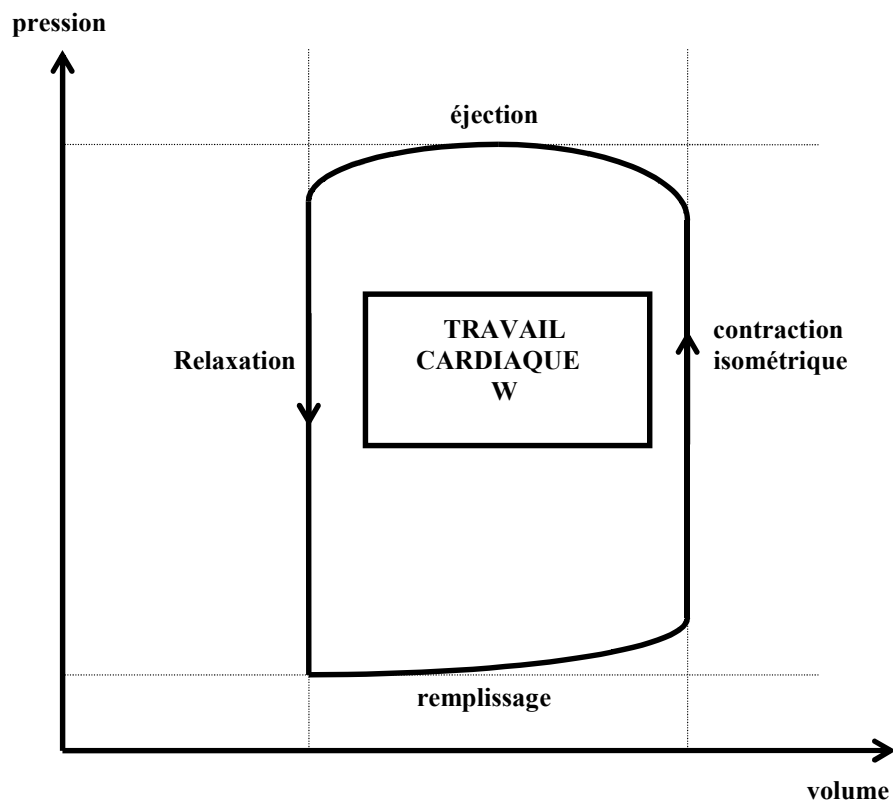 pression
éjection
TRAVAIL
CARDIAQUE
W
Relaxation
contraction
isométrique
remplissage
volume